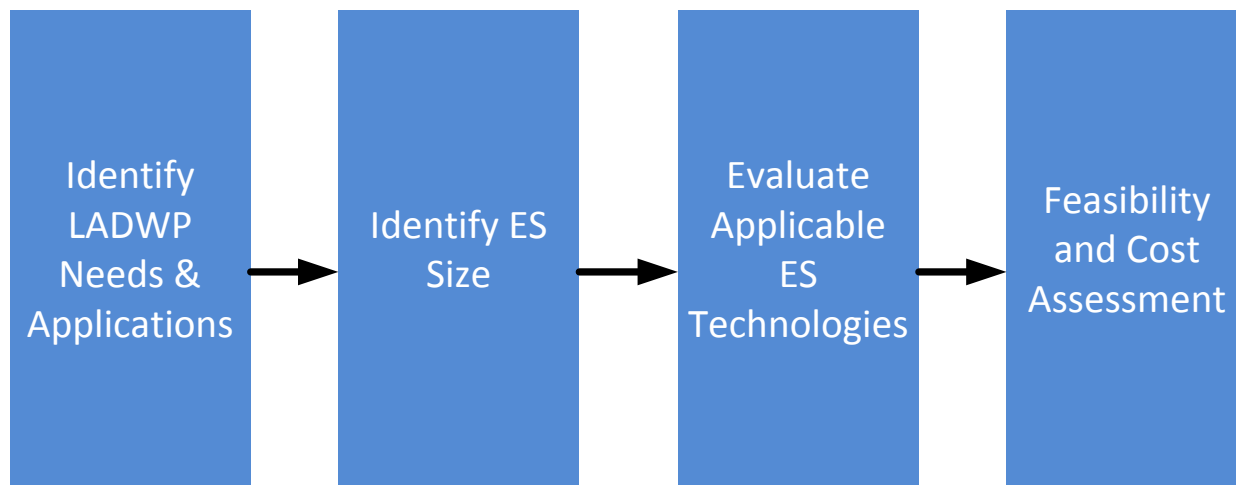 Identify
LADWP
Needs &
Applications
Identify ES
Size
Evaluate
Applicable
ES
Technologies
Feasibility
and Cost
Assessment